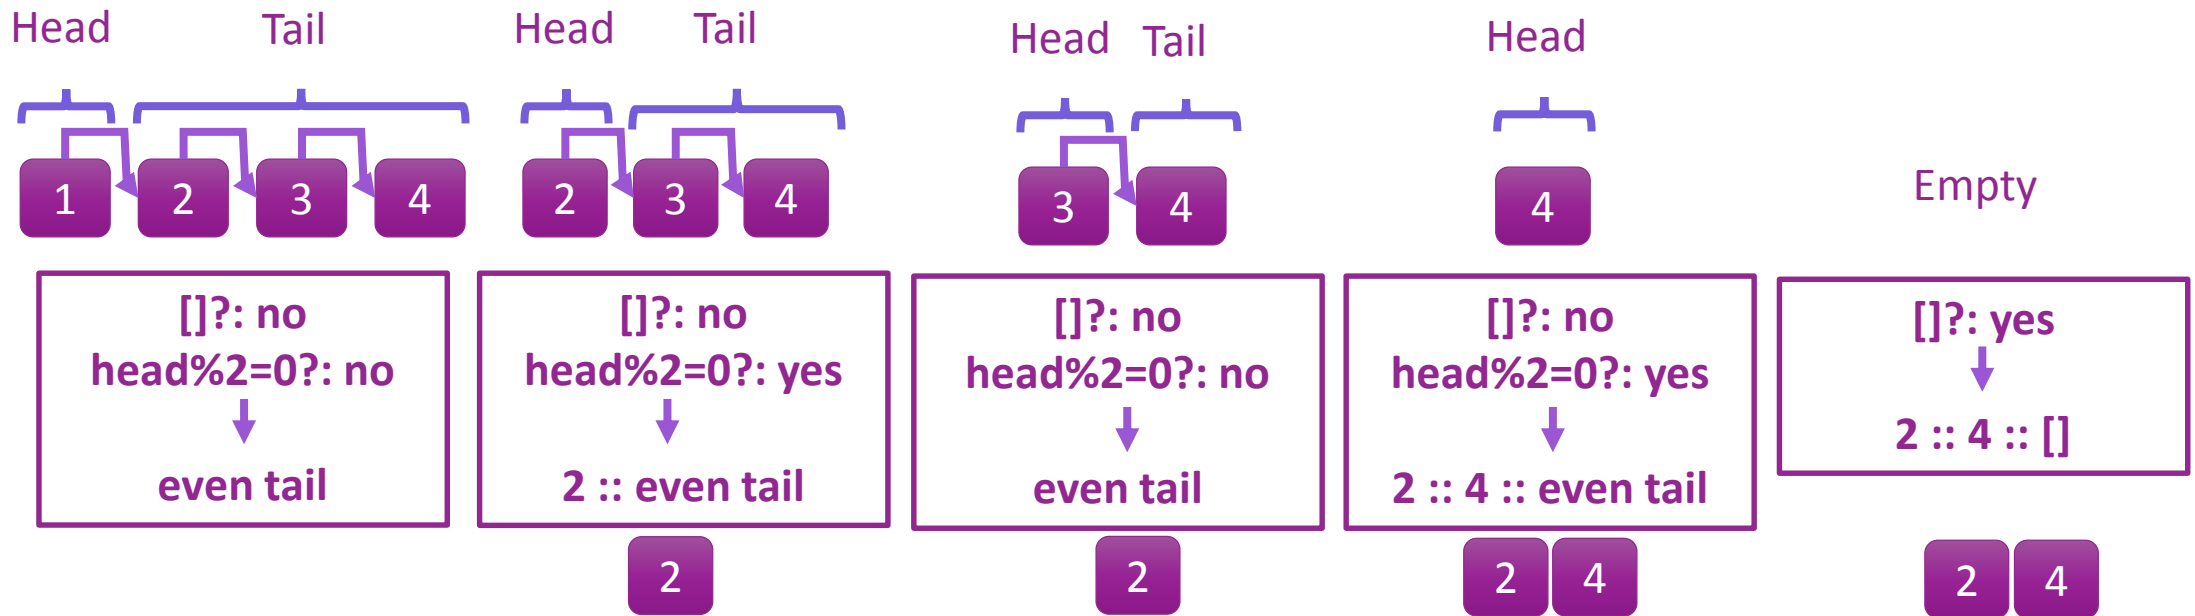 Head Tail
1 2 3 4
[]?: no
head%2=0?: no
even tail
Head Tail
2 3 4
[]?: no
head%2=0?: yes
2 :: even tail
2
Head Tail
3 4
[]?: no
head%2=0?: no
even tail
2
Head
4
[]?: no
head%2=0?: yes
2 :: 4 :: even tail
2 4
Empty
[]?: yes
2 :: 4 :: []
2 4